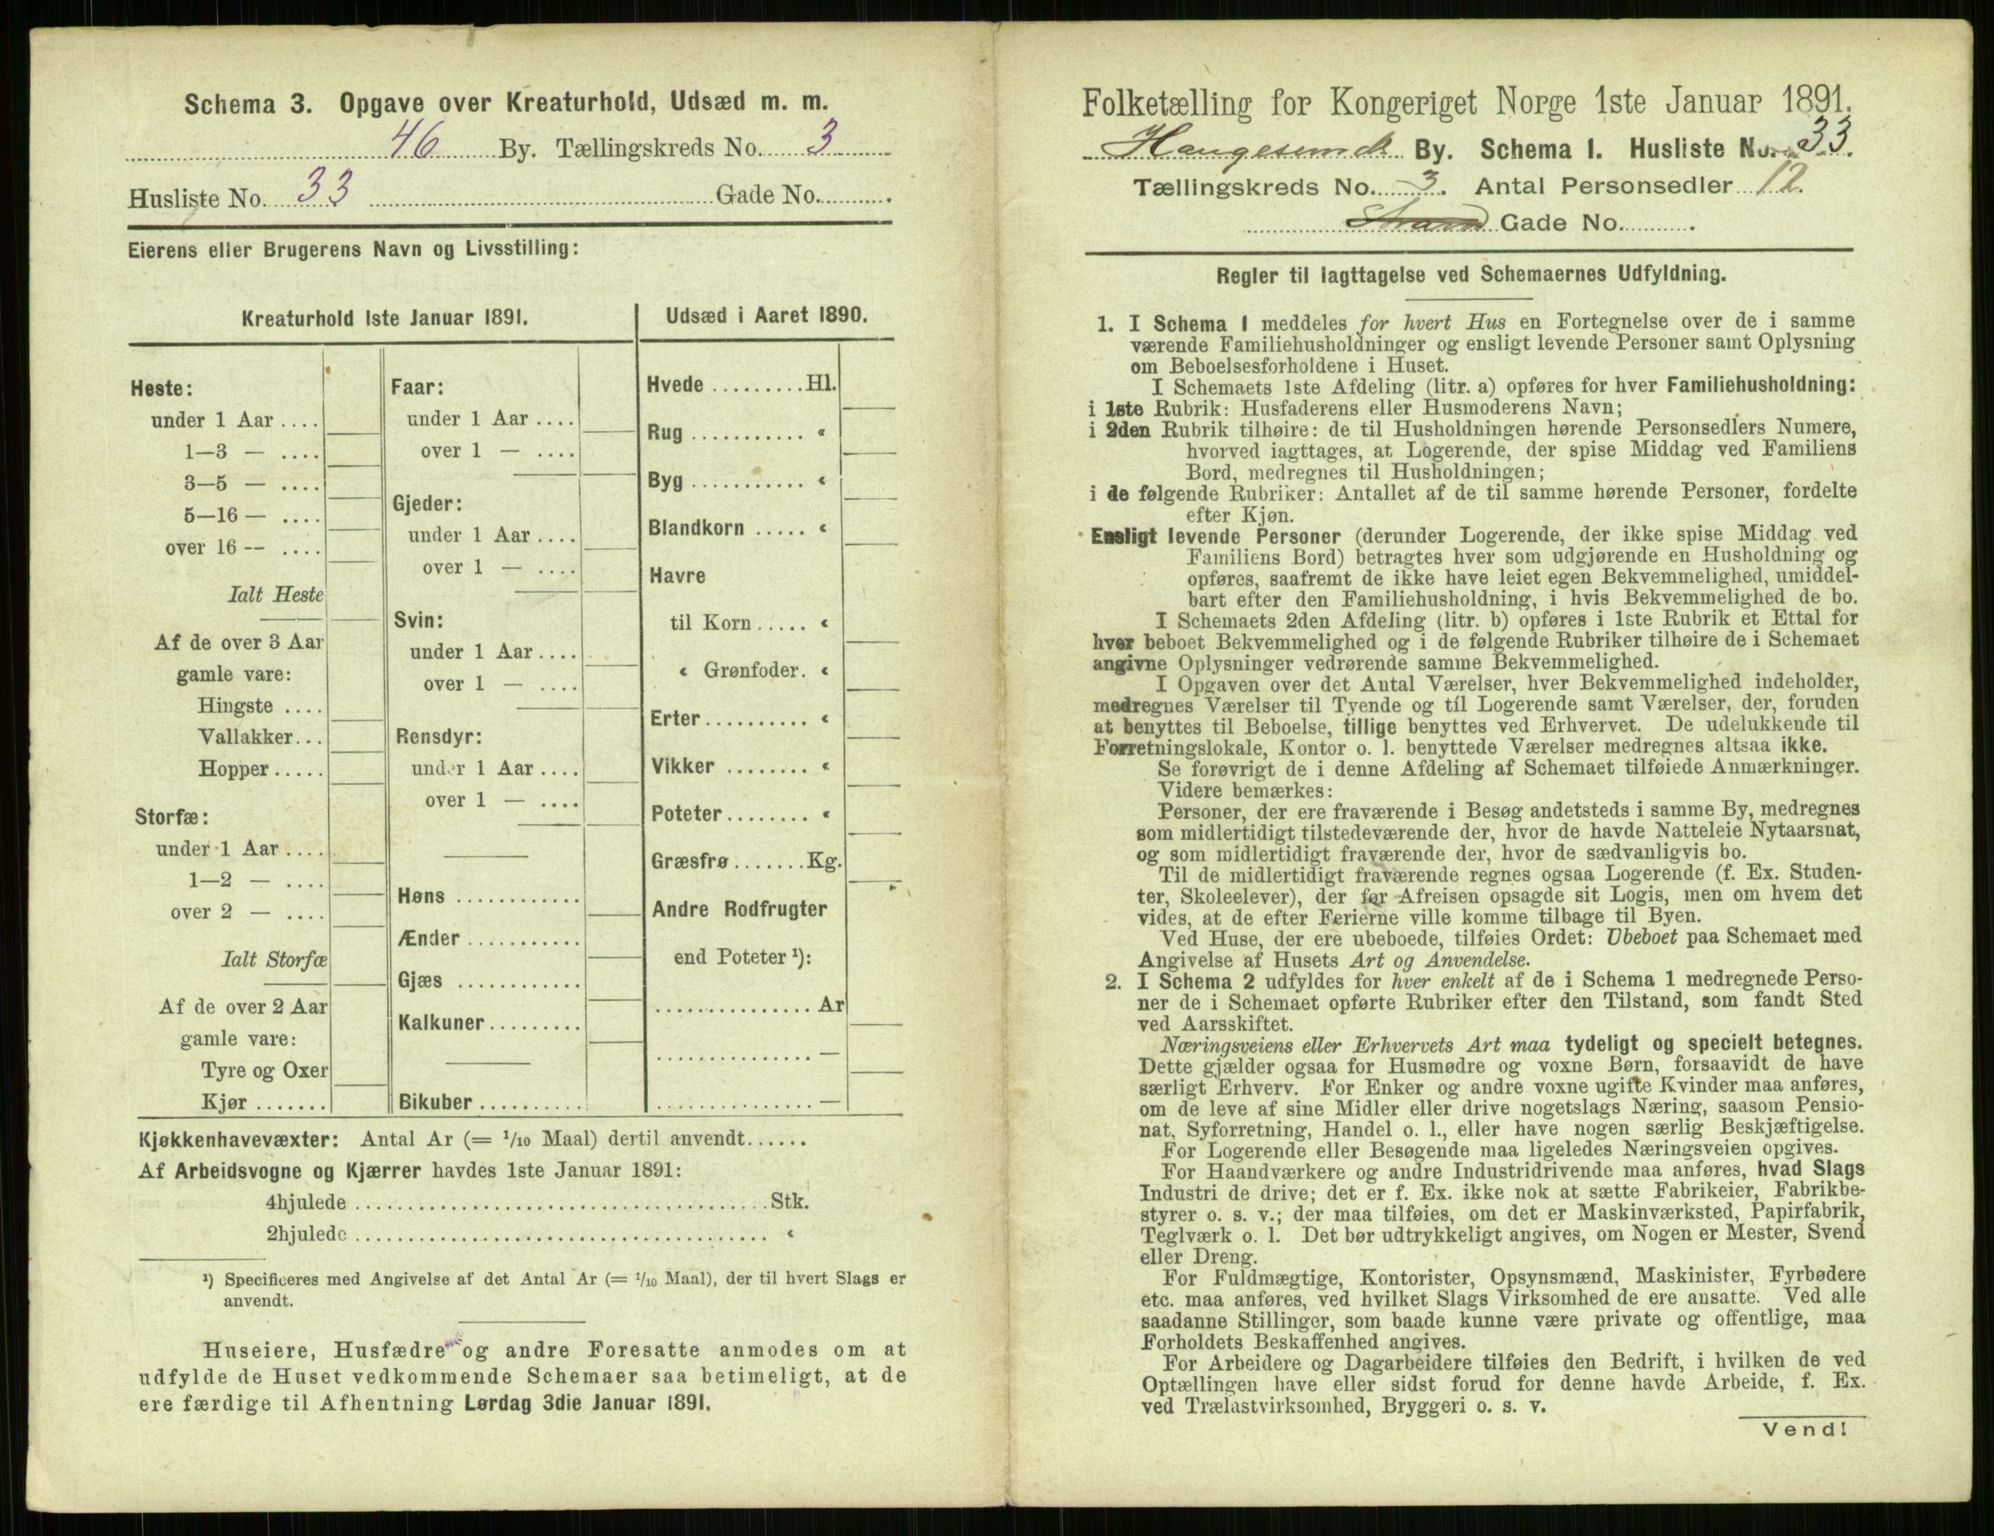 Schema 3. Opgave over Kreaturhold, Udsæd m. m.
46 By. Tællingskreds No. 3
Husliste No. 33 Gade No.
Eierens eller Brugerens Navn og Livsstilling:
Kreaturhold 1ste Januar 1891.
Heste:
under 1 Aar ....
1—3 — ....
3—5 — ....
5—16 — ....
over 16 -- ....
Ialt Heste
Af de over 3 Aar
gamle vare:
Hingste ....
Vallakker...
Hopper.....
Storfæ:
under 1 Aar ....
1—2 — ....
over 2 — ....
Ialt Storfæ
Af de over 2 Aar
gamle vare:
Tyre og Oxer
Kjør .......
Faar:
under 1 Aar ....
over 1 — ....
Gjeder:
under 1 Aar ....
over 1 — ....
Svin:
under 1 Aar ....
over 1 — ....
Rensdyr:
under 1 Aar ....
over 1 — ....
Høns ............
Ænder ...........
Gjæs ............
Kalkuner.........
Bikuber..........
Udsæd i Aaret 1890.
Hvede .........Hl.
Rug ........... «
Byg ........... «
Blandkorn ..... «
Havre
til Korn ..... «
« Grønfoder. «
Erter.......... «
Vikker ........ «
Poteter........ «
Græsfrø .......Kg.
Andre Rodfrugter
end Poteter ¹):
............... Ar
............... —
............... —
Kjøkkenhavevæxter: Antal Ar (= 1/10 Maal) dertil anvendt......
Af Arbeidsvogne og Kjærrer havdes 1ste Januar 1891:
4hjulede ....................................Stk.
2hjulede .................................... «
¹) Specificeres med Angivelse af det Antal Ar (= 1/10 Maal), der til hvert Slags er
anvendt.
Huseiere, Husfædre og andre Foresatte anmodes om at
udfylde de Huset vedkommende Schemaer saa betimeligt, at de
ere færdige til Afhentning Lørdag 3die Januar 1891.
Folketælling for Kongeriget Norge 1ste Januar 1891.
Haugesund By. Schema 1. Husliste No. 33.
Tællingskreds No. 3. Antal Personsedler 12.
Strand Gade No.
Regler til Iagttagelse ved Schemaernes Udfyldning.
1. I Schema 1 meddeles for hvert Hus en Fortegnelse over de i samme
værende Familiehusholdninger og ensligt levende Personer samt Oplysning
om Beboelsesforholdene i Huset.
I Schemaets 1ste Afdeling (litr. a) opføres for hver Familiehusholdning:
i 1ste Rubrik: Husfaderens eller Husmoderens Navn;
i 2den Rubrik tilhøire: de til Husholdningen hørende Personsedlers Numere,
hvorved iagttages, at Logerende, der spise Middag ved Familiens
Bord, medregnes til Husholdningen;
i de følgende Rubriker: Antallet af de til samme hørende Personer, fordelte
efter Kjøn.
Ensligt levende Personer (derunder Logerende, der ikke spise Middag ved
Familiens Bord) betragtes hver som udgjørende en Husholdning og
opføres, saafremt de ikke have leiet egen Bekvemmelighed, umiddel-
bart efter den Familiehusholdning, i hvis Bekvemmelighed de bo.
I Schemaets 2den Afdeling (litr. b) opføres i 1ste Rubrik et Ettal for
hver beboet Bekvemmelighed og i de følgende Rubriker tilhøire de i Schemaet
angivne Oplysninger vedrørende samme Bekvemmelighed.
I Opgaven over det Antal Værelser, hver Bekvemmelighed indeholder,
medregnes Værelser til Tyende og til Logerende samt Værelser, der, foruden
at benyttes til Beboelse, tillige benyttes ved Erhvervet. De udelukkende til
Forretningslokale, Kontor o. l. benyttede Værelser medregnes altsaa ikke.
Se forøvrigt de i denne Afdeling af Schemaet tilføiede Anmærkninger.
Videre bemærkes:
Personer, der ere fraværende i Besøg andetsteds i samme By, medregnes
som midlertidigt tilstedeværende der, hvor de havde Natteleie Nytaarsnat,
og som midlertidigt fraværende der, hvor de sædvanligvis bo.
Til de midlertidigt fraværende regnes ogsaa Logerende (f. Ex. Studen-
ter, Skoleelever), der før Afreisen opsagde sit Logis, men om hvem det
vides, at de efter Ferierne ville komme tilbage til Byen.
Ved Huse, der ere ubeboede, tilføies Ordet: Ubeboet paa Schemaet med
Angivelse af Husets Art og Anvendelse.
2. I Schema 2 udfyldes for hver enkelt af de i Schema 1 medregnede Perso-
ner de i Schemaet opførte Rubriker efter den Tilstand, som fandt Sted
ved Aarsskiftet.
Næringsveiens eller Erhvervets Art maa tydeligt og specielt betegnes.
Dette gjælder ogsaa for Husmødre og voxne Børn, forsaavidt de have
særligt Erhverv. For Enker og andre voxne ugifte Kvinder maa anføres,
om de leve af sine Midler eller drive nogetslags Næring, saasom Pensio-
nat, Syforretning, Handel o. l., eller have nogen særlig Beskjæftigelse.
For Logerende eller Besøgende maa ligeledes Næringsveien opgives.
For Haandværkere og andre Industridrivende maa anføres, hvad Slags
Industri de drive; det er f. Ex. ikke nok at sætte Fabrikeier, Fabrikbe-
styrer o. s. v.; der maa tilføies, om det er Maskinværksted, Papirfabrik,
Teglværk o. l. Det bør udtrykkeligt angives, om Nogen er Mester, Svend
eller Dreng.
For Fuldmægtige, Kontorister, Opsynsmænd, Maskinister, Fyrbødere
etc. maa anføres, ved hvilket Slags Virksomhed de ere ansatte. Ved alle
saadanne Stillinger, som baade kunne være private og offentlige, maa
Forholdets Beskaffenhed angives.
For Arbeidere og Dagarbeidere tilføies den Bedrift, i hvilken de ved
Optællingen have eller sidst forud for denne havde Arbeide, f. Ex.
ved Trælastvirksomhed, Bryggeri o. s. v.
Vend!